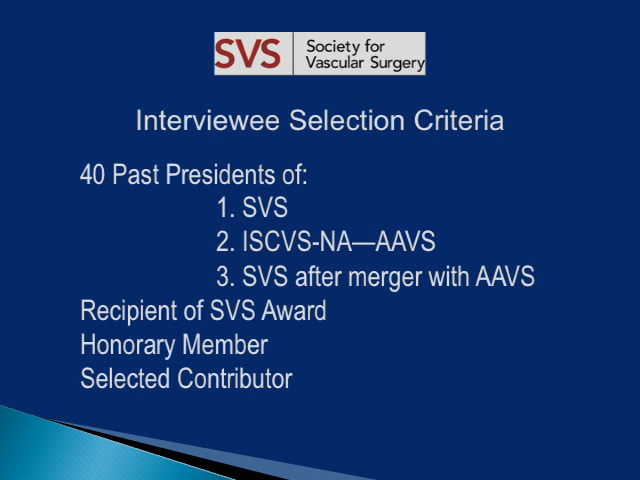 SVS
Society for
Vascular Surgery
Interviewee Selection Criteria
40 Past Presidents of:
1. SVS
2. ISCVS-NA—AAVS
3. SVS after merger with AAVS
Recipient of SVS Award
Honorary Member
Selected Contributor